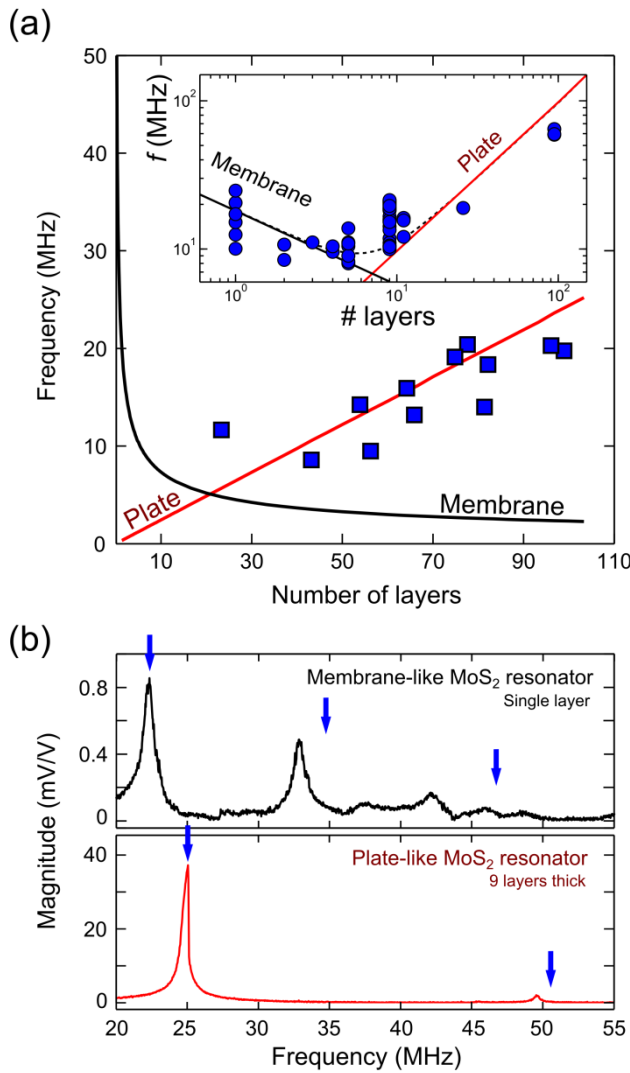 (a)
50
40
30
20
10
0
Frequency (MHz)
f (MHz)
10²
10¹
Membrane
Plate
10⁰
10¹
10²
# layers
Plate
Membrane
10
30
50
70
90
110
Number of layers
(b)
0.8
0.4
0
Membrane-like MoS₂ resonator
Single layer
Magnitude (mV/V)
40
20
0
Plate-like MoS₂ resonator
9 layers thick
20
25
33
35
40
45
50
55
Frequency (MHz)